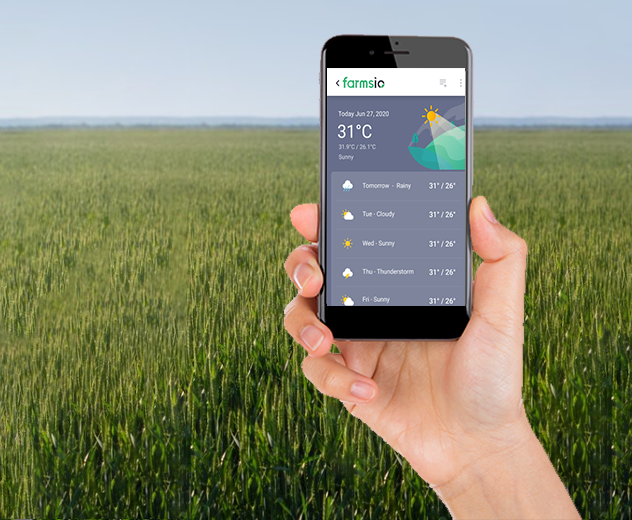 farmsio
Today Jun 27, 2020
31°C
31.9°C / 26.1°C
Sunny
Tomorrow - Rainy 31° / 26°
Tue - Cloudy 31° / 26°
Wed - Sunny 31° / 26°
Thu - Thunderstorm 31° / 26°
Fri - Sunny 31° / 26°